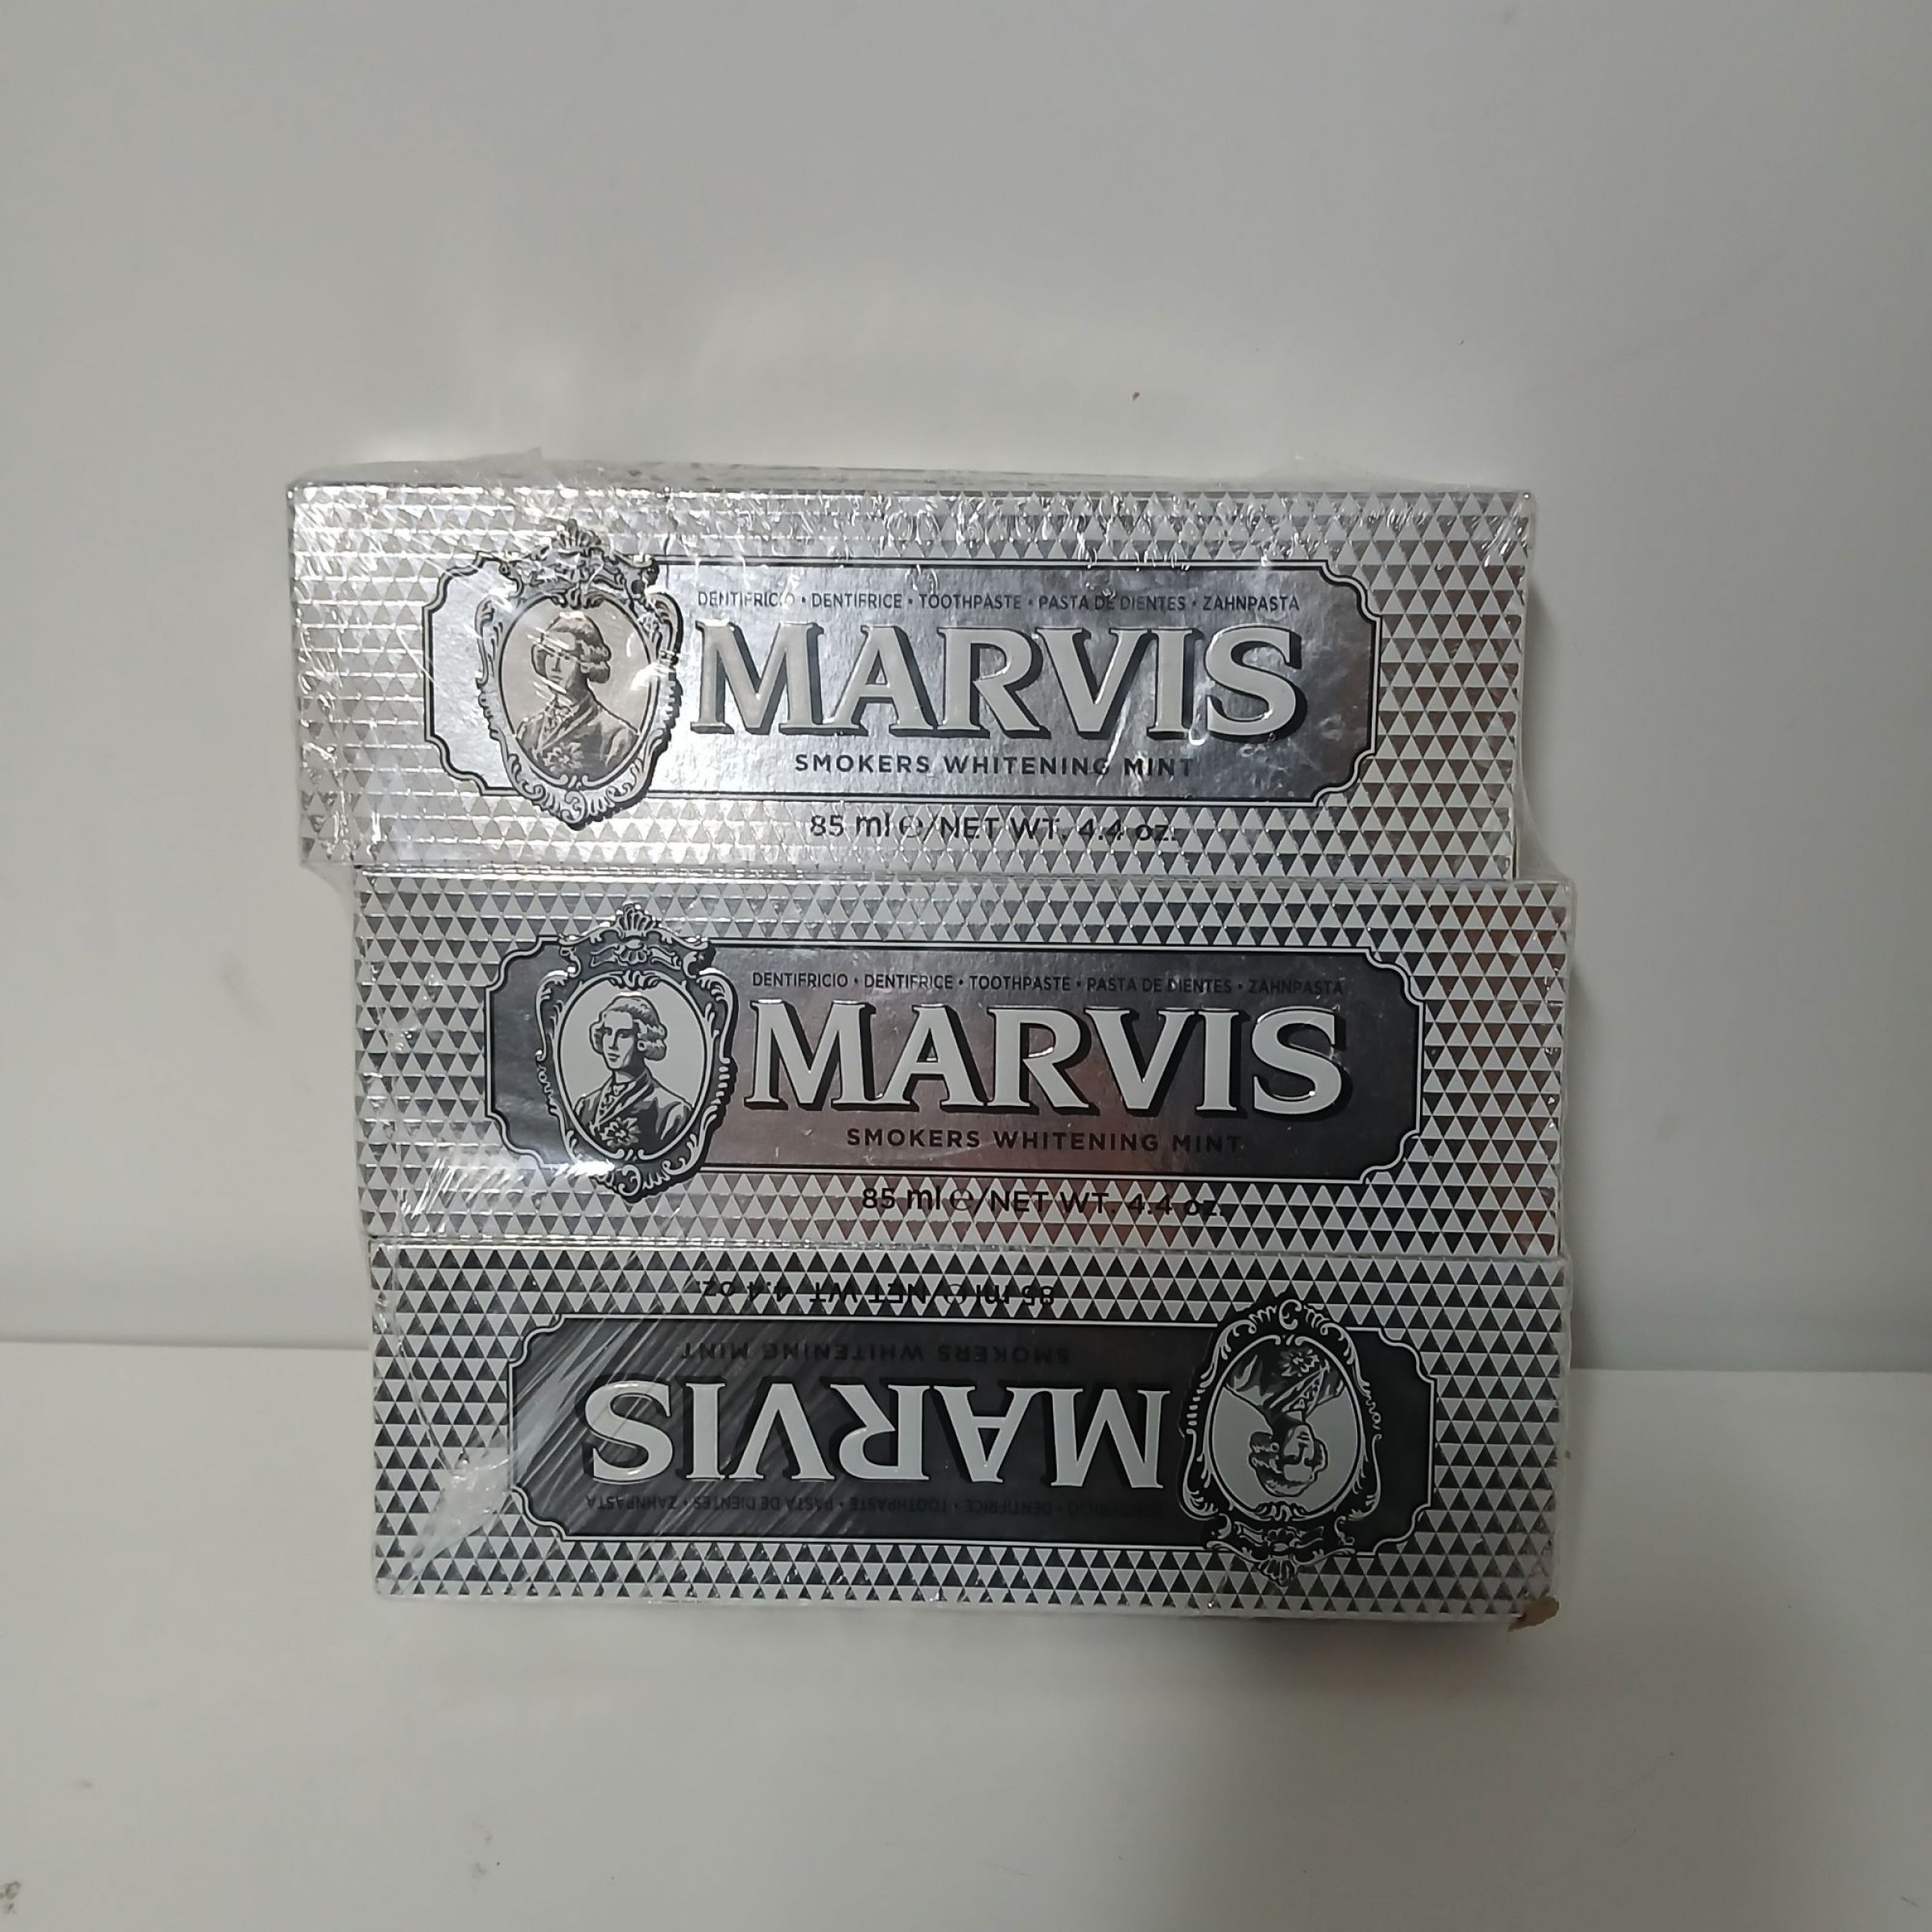 DENTIFRICIO • DENTIFRICE • TOOTHPASTE • PASTA DE DIENTES • ZAHNPASTA
MARVIS
SMOKERS WHITENING MINT
85 ml ℮/NET WT. 4.4 oz.
DENTIFRICIO • DENTIFRICE • TOOTHPASTE • PASTA DE DIENTES • ZAHNPASTA
MARVIS
SMOKERS WHITENING MINT
85 ml ℮/NET WT. 4.4 oz.
DENTIFRICIO • DENTIFRICE • TOOTHPASTE • PASTA DE DIENTES • ZAHNPASTA
MARVIS
SMOKERS WHITENING MINT
85 ml ℮/NET WT. 4.4 oz.